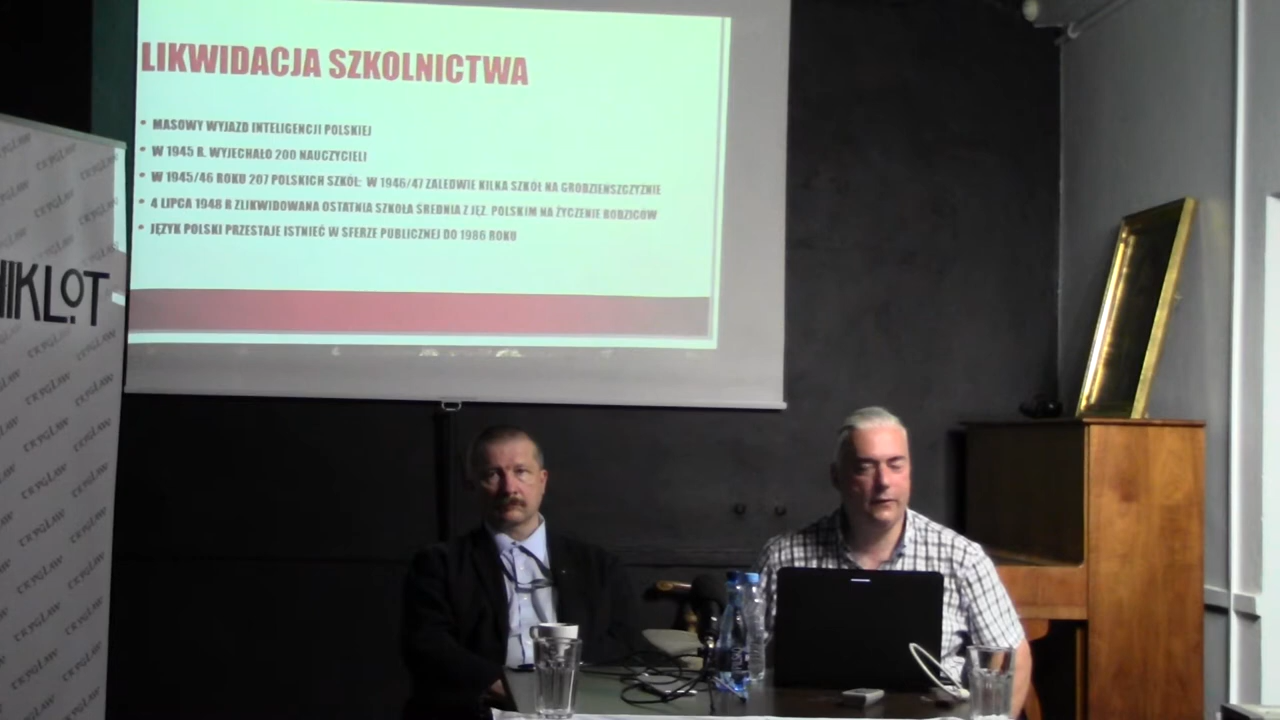 LIKWIDACJA SZKOLNICTWA
• MASOWY WYJAZD INTELIGENCJI POLSKIEJ
• W 1945 R. WYJECHAŁO 200 NAUCZYCIELI
• W 1945/46 ROKU 207 POLSKICH SZKÓŁ: W 1946/47 ZALEDWIE KILKA SZKÓŁ NA GRODZIEŃSZCZYŹNIE
• 4 LIPCA 1948 R ZLIKWIDOWANA OSTATNIA SZKOŁA ŚREDNIA Z JĘZ. POLSKIM NA ŻYCZENIE RODZICÓW
• JĘZYK POLSKI PRZESTAJE ISTNIEĆ W SFERZE PUBLICZNEJ DO 1986 ROKU
NIKLOT